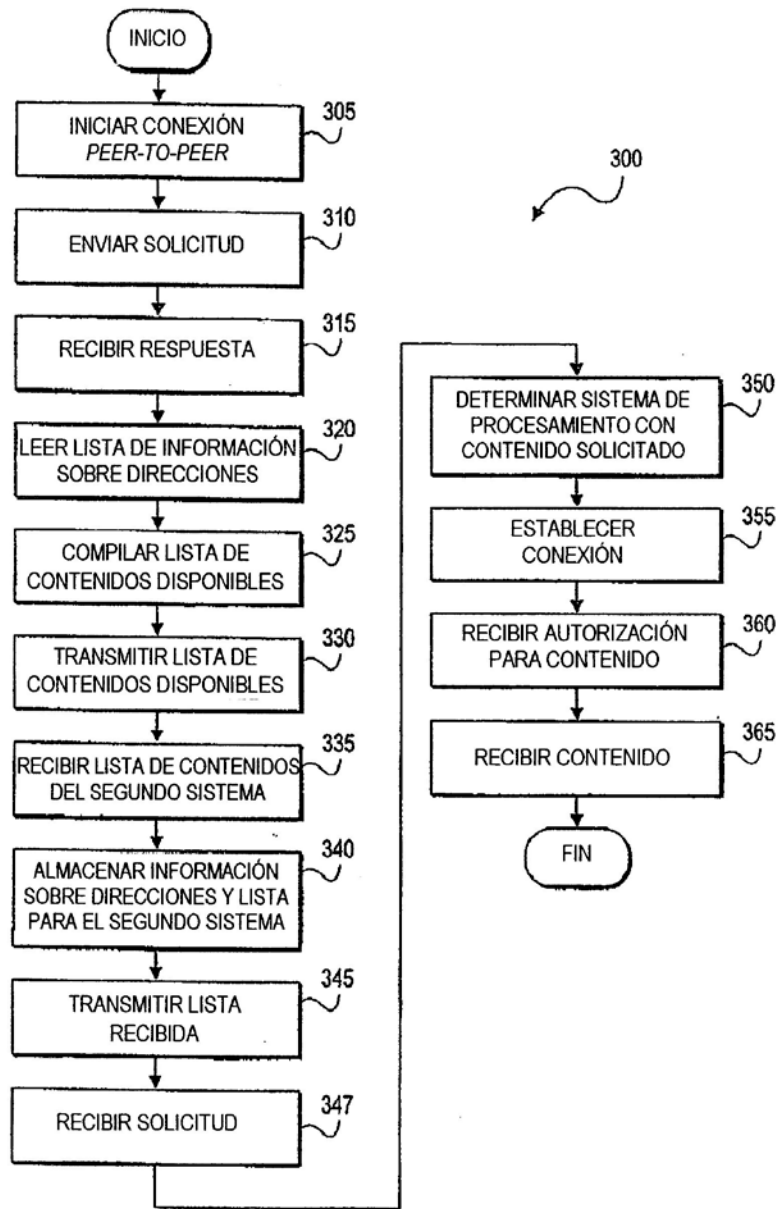 INICIO
INICIAR CONEXIÓN
PEER-TO-PEER
305
ENVIAR SOLICITUD
310
RECIBIR RESPUESTA
315
LEER LISTA DE INFORMACIÓN
SOBRE DIRECCIONES
320
COMPILAR LISTA DE
CONTENIDOS DISPONIBLES
325
TRANSMITIR LISTA DE
CONTENIDOS DISPONIBLES
330
RECIBIR LISTA DE CONTENIDOS
DEL SEGUNDO SISTEMA
335
ALMACENAR INFORMACIÓN
SOBRE DIRECCIONES Y LISTA
PARA EL SEGUNDO SISTEMA
340
TRANSMITIR LISTA
RECIBIDA
345
RECIBIR SOLICITUD
347
300
DETERMINAR SISTEMA DE
PROCESAMIENTO CON
CONTENIDO SOLICITADO
350
ESTABLECER
CONEXIÓN
355
RECIBIR AUTORIZACIÓN
PARA CONTENIDO
360
RECIBIR CONTENIDO
365
FIN